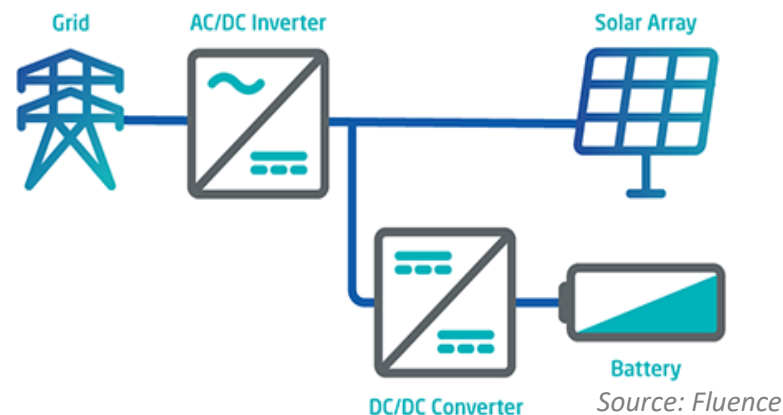 Grid
AC/DC Inverter
Solar Array
Battery
DC/DC Converter
Source: Fluence